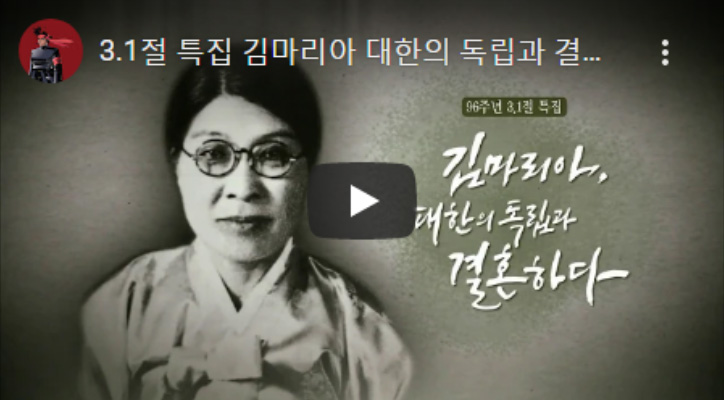 3.1절 특집 김마리아 대한의 독립과 결...
96주년 3.1절 특집
김마리아,
대한의 독립과
결혼하다